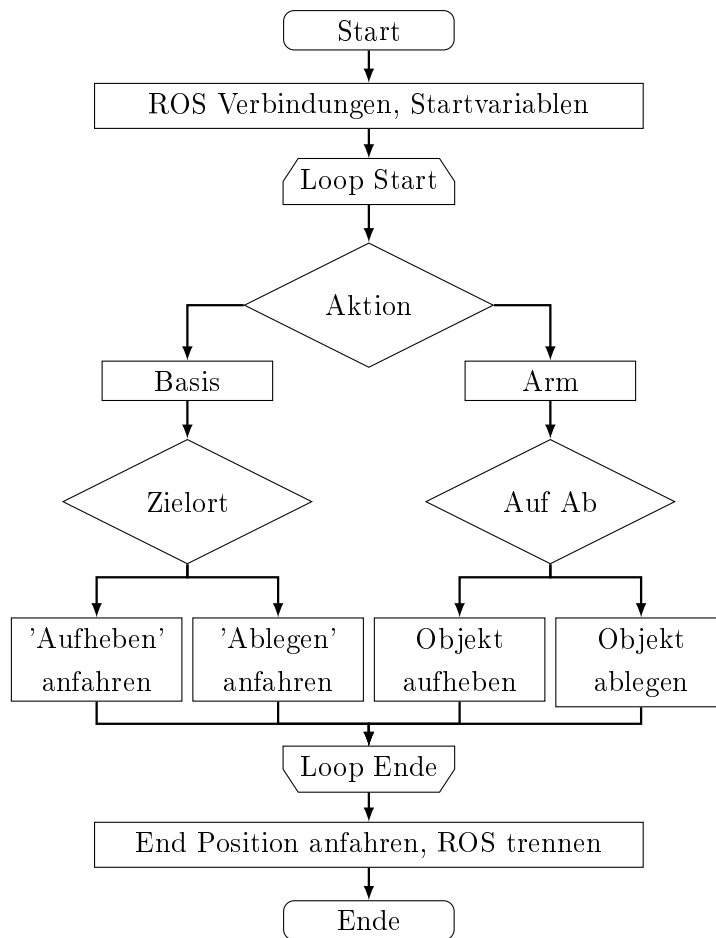 Start
ROS Verbindungen, Startvariablen
Loop Start
Aktion
Basis
Arm
Zielort
Auf Ab
'Aufheben'
anfahren
'Ablegen'
anfahren
Objekt
aufheben
Objekt
ablegen
Loop Ende
End Position anfahren, ROS trennen
Ende